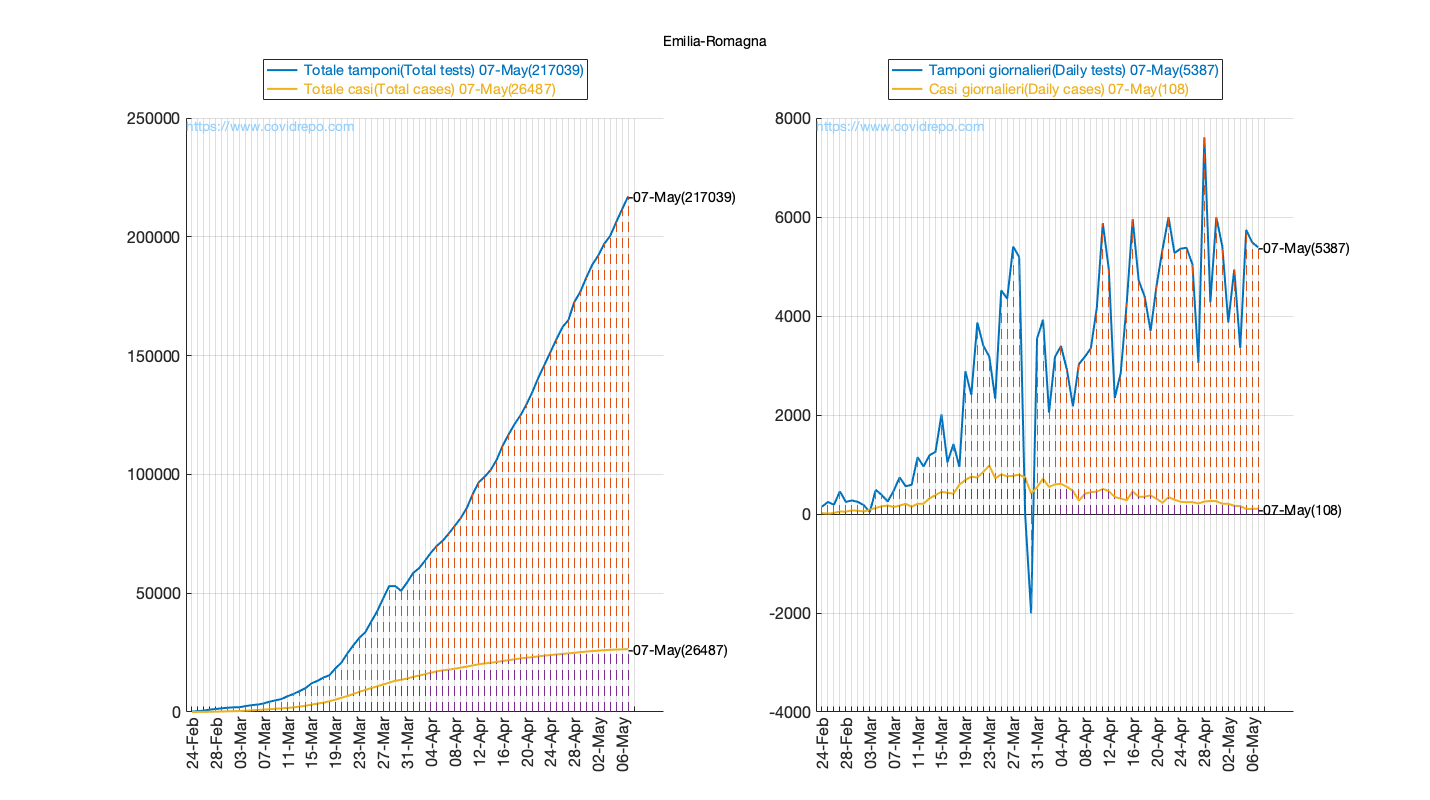 Emilia-Romagna
Totale tamponi(Total tests) 07-May(217039)
Totale casi(Total cases) 07-May(26487)
https://www.covidrepo.com
250000
200000
150000
100000
50000
0
-07-May(217039)
-07-May(26487)
24-Feb
28-Feb
03-Mar
07-Mar
11-Mar
15-Mar
19-Mar
23-Mar
27-Mar
31-Mar
04-Apr
08-Apr
12-Apr
16-Apr
20-Apr
24-Apr
28-Apr
02-May
06-May
Tamponi giornalieri(Daily tests) 07-May(5387)
Casi giornalieri(Daily cases) 07-May(108)
https://www.covidrepo.com
8000
6000
4000
2000
0
-2000
-4000
-07-May(5387)
-07-May(108)
24-Feb
28-Feb
03-Mar
07-Mar
11-Mar
15-Mar
19-Mar
23-Mar
27-Mar
31-Mar
04-Apr
08-Apr
12-Apr
16-Apr
20-Apr
24-Apr
28-Apr
02-May
06-May